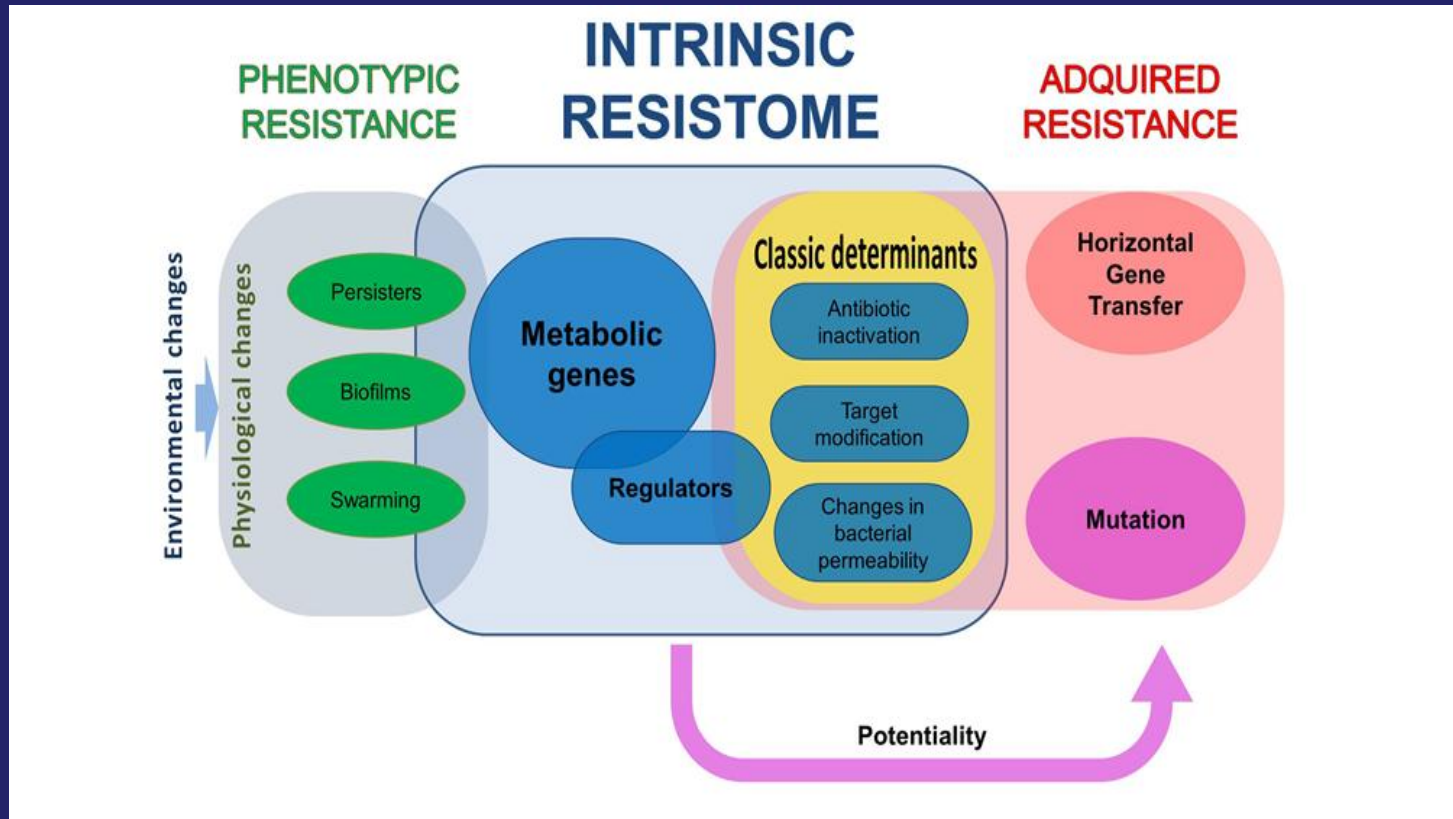 INTRINSIC
RESISTOME
PHENOTYPIC
RESISTANCE
ADQUIRED
RESISTANCE
Environmental changes
Physiological changes
Persisters
Biofilms
Swarming
Metabolic
genes
Regulators
Classic determinants
Antibiotic
inactivation
Target
modification
Changes in
bacterial
permeability
Horizontal
Gene
Transfer
Mutation
Potentiality